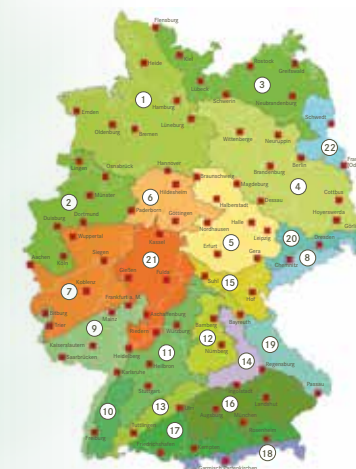 Flensburg
Kiel
Heide
Rostock
Greifswald
Lübeck
3
Schwerin
Neubrandenburg
1
Hamburg
Emden
Lüneburg
Schwedt
Oldenburg
Bremen
Wittenberge
Neuruppin
22
Berlin
Lingen
Osnabrück
Hannover
Braunschweig
Brandenburg
Magdeburg
4
2
Münster
6
Hildesheim
Dessau
Cottbus
Paderborn
Halberstadt
Göttingen
Hoyerswerda
Duisburg
Dortmund
Nordhausen
Halle
Wuppertal
Kassel
5
Leipzig
20
Dresden
Aachen
Köln
Siegen
21
Erfurt
Gera
Chemnitz
8
Gießen
Fulda
7
Koblenz
Suhl
15
Frankfurt a. M.
Hof
Bitburg
Mainz
Aschaffenburg
Trier
Bamberg
Bayreuth
9
Würzburg
Kaiserslautern
12
19
Nürnberg
Saarbrücken
Heidelberg
11
14
Heilbronn
Regensburg
Karlsruhe
Stuttgart
Passau
13
16
10
Ulm
Augsburg
Landshut
München
Freiburg
17
Rosenheim
Kempten
18
Garmisch-Partenkirchen